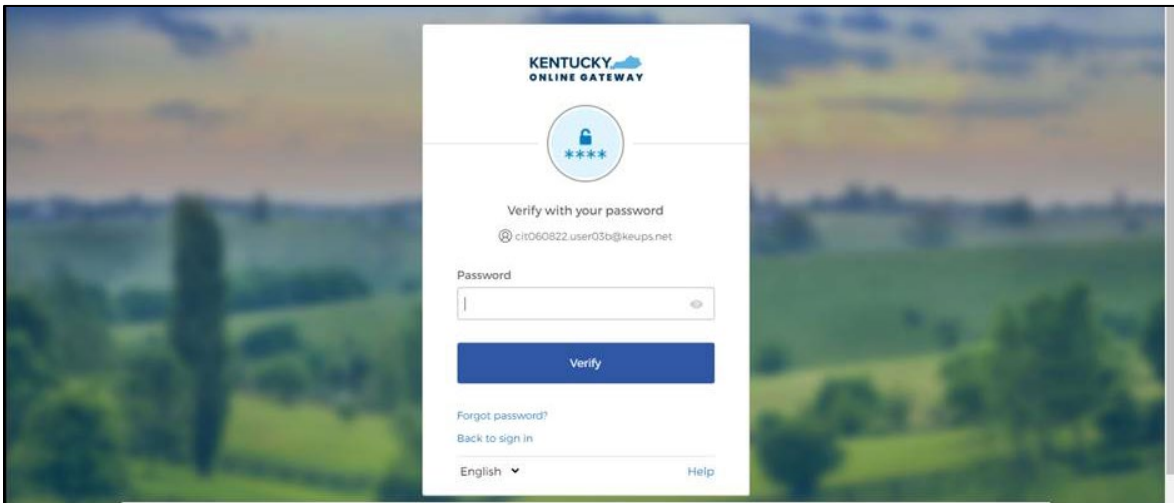 KENTUCKY
ONLINE GATEWAY
****
Verify with your password
cit060822.user03b@keups.net
Password
Verify
Forgot password?
Back to sign in
English
Help